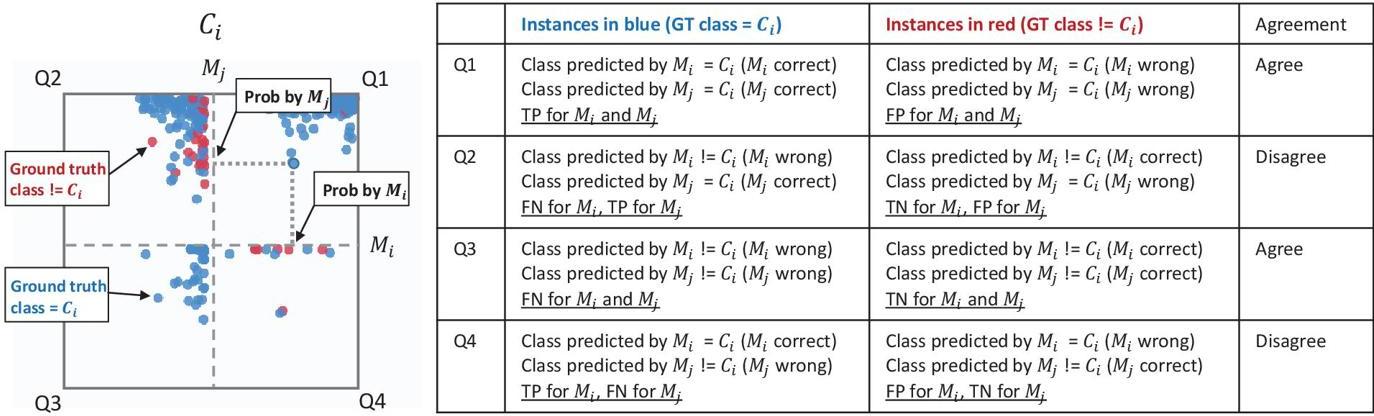 C_i
Q2
M_j
Q1
Prob by M_j
Ground truth
class != C_i
Prob by M_i
M_i
Ground truth
class = C_i
Q3
Q4
Instances in blue (GT class = C_i) Instances in red (GT class != C_i) Agreement
Q1
Class predicted by M_i = C_i (M_i correct)
Class predicted by M_j = C_i (M_j correct)
TP for M_i and M_j
Class predicted by M_i = C_i (M_i wrong)
Class predicted by M_j = C_i (M_j wrong)
FP for M_i and M_j
Agree
Q2
Class predicted by M_i != C_i (M_i wrong)
Class predicted by M_j = C_i (M_j correct)
FN for M_i, TP for M_j
Class predicted by M_i != C_i (M_i correct)
Class predicted by M_j = C_i (M_j wrong)
TN for M_i, FP for M_j
Disagree
Q3
Class predicted by M_i != C_i (M_i wrong)
Class predicted by M_j != C_i (M_j wrong)
FN for M_i and M_j
Class predicted by M_i != C_i (M_i correct)
Class predicted by M_j != C_i (M_j correct)
TN for M_i and M_j
Agree
Q4
Class predicted by M_i = C_i (M_i correct)
Class predicted by M_j != C_i (M_j wrong)
TP for M_i, FN for M_j
Class predicted by M_i = C_i (M_i wrong)
Class predicted by M_j != C_i (M_j correct)
FP for M_i, TN for M_j
Disagree